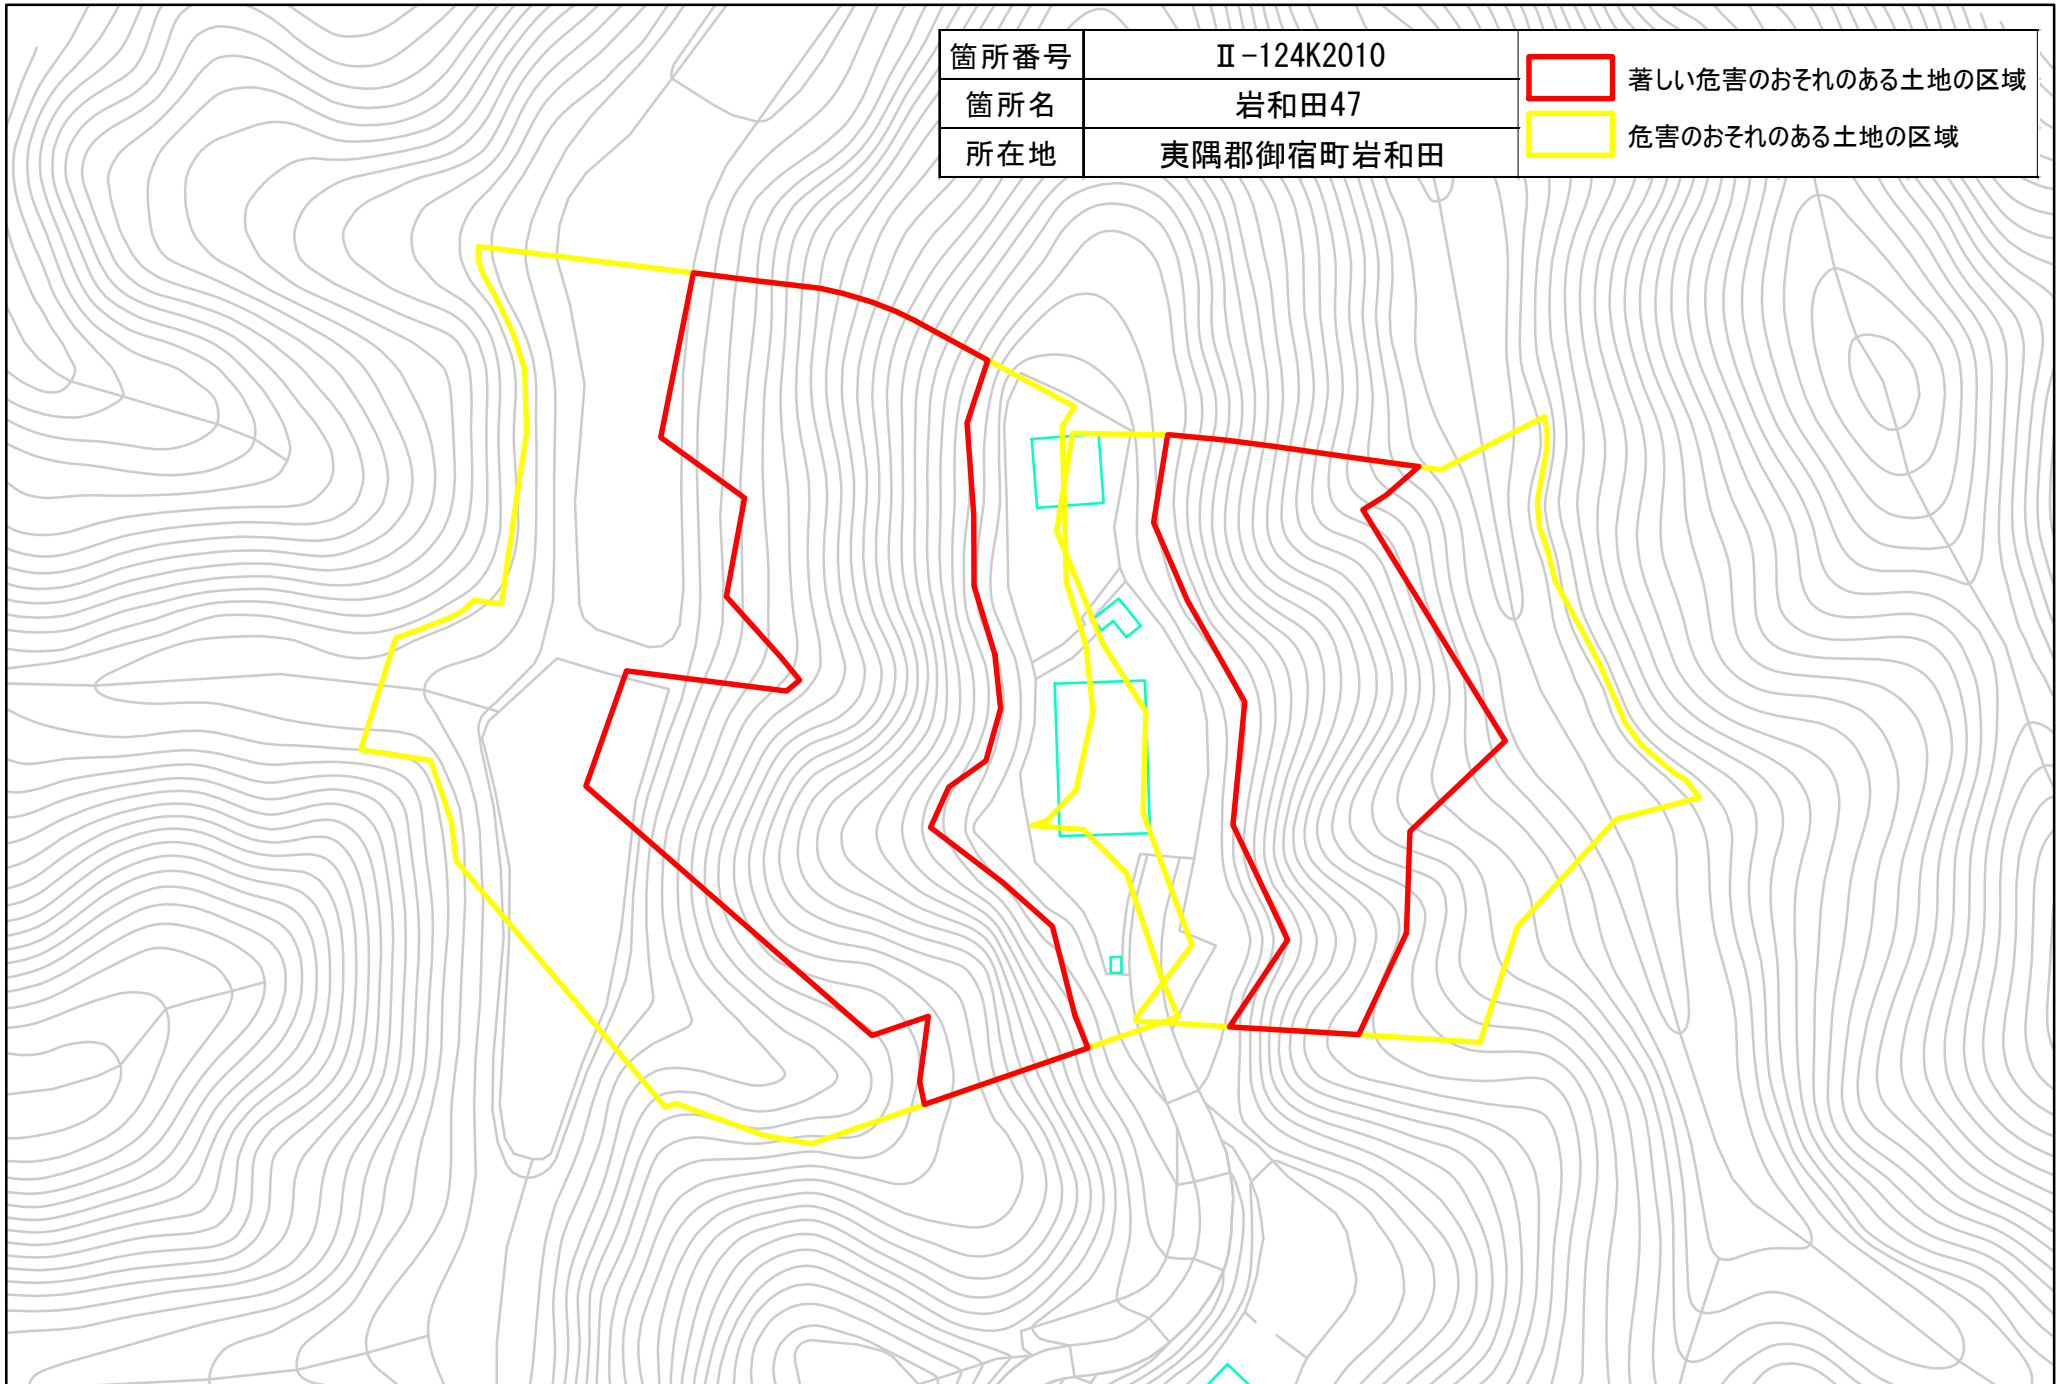 箇所番号 Ⅱ-124K2010
箇所名 岩和田47
所在地 夷隅郡御宿町岩和田
著しい危害のおそれのある土地の区域
危害のおそれのある土地の区域